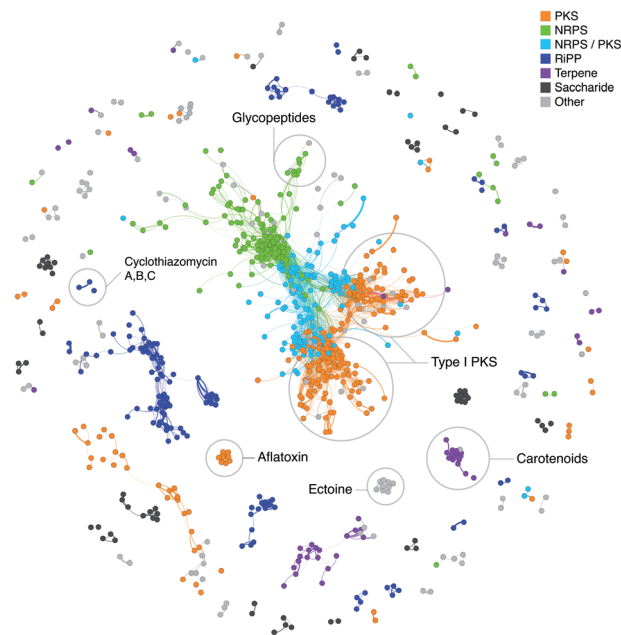 PKS
NRPS
NRPS / PKS
RiPP
Terpene
Saccharide
Other
Glycopeptides
Cyclothiazomycin
A,B,C
Type I PKS
Aflatoxin
Carotenoids
Ectoine